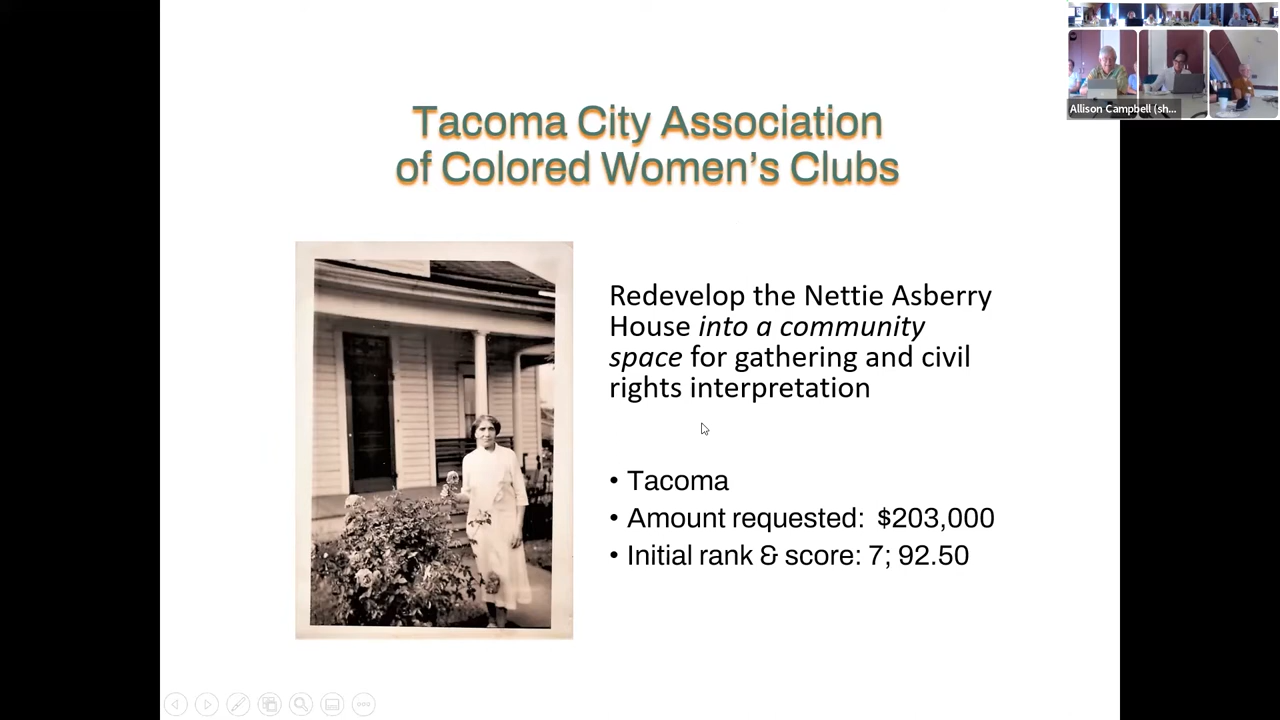 Allison Campbell (sh...
Tacoma City Association
of Colored Women’s Clubs
Redevelop the Nettie Asberry
House into a community
space for gathering and civil
rights interpretation
• Tacoma
• Amount requested:  $203,000
• Initial rank & score: 7; 92.50